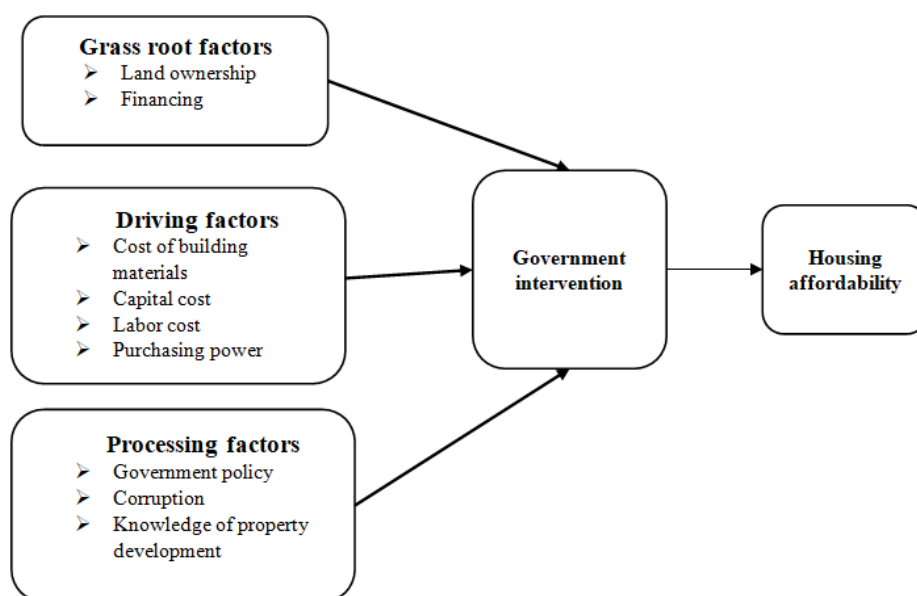 Grass root factors
➢ Land ownership
➢ Financing
Driving factors
➢ Cost of building
materials
➢ Capital cost
➢ Labor cost
➢ Purchasing power
Processing factors
➢ Government policy
➢ Corruption
➢ Knowledge of property
development
Government
intervention
Housing
affordability